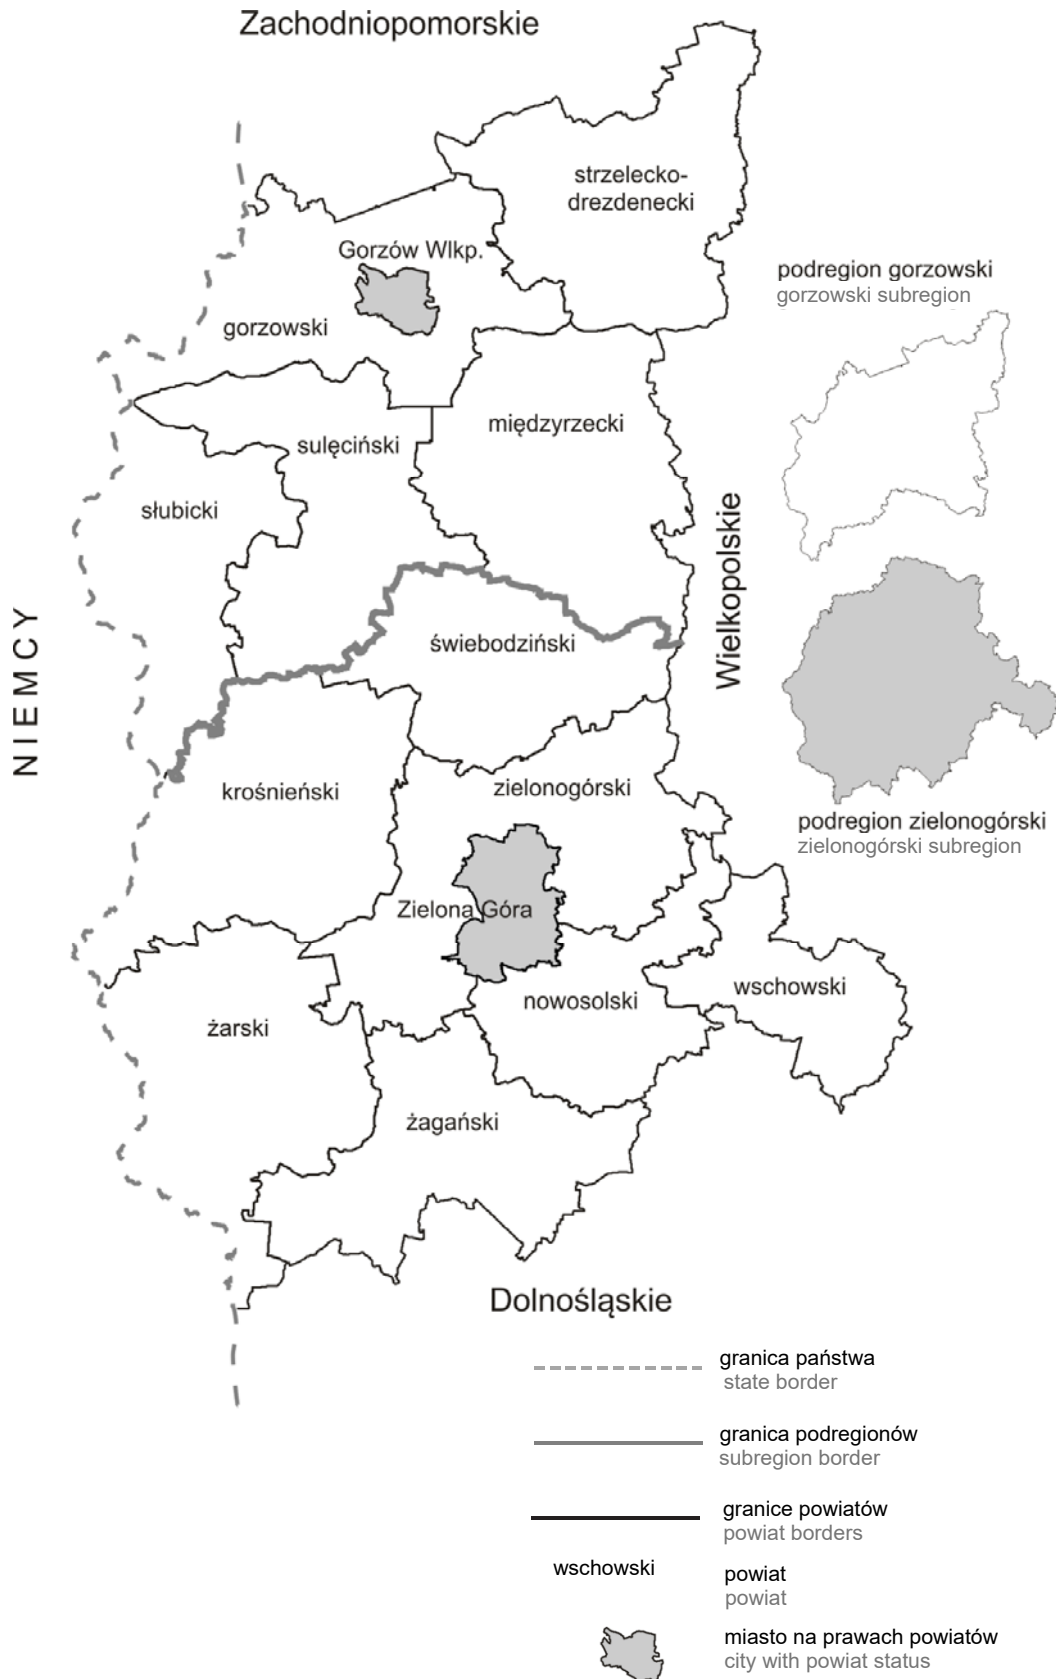 Zachodniopomorskie
strzelecko-
drezdenecki
Gorzów Wlkp.
gorzowski
podregion gorzowski
gorzowski subregion
międzyrzecki
sulęciński
słubicki
Wielkopolskie
NIEMCY
świebodziński
krośnieński
zielonogórski
podregion zielonogórski
zielonogórski subregion
Zielona Góra
nowosolski
wschowski
żarski
żagański
Dolnośląskie
granica państwa
state border
granica podregionów
subregion border
granice powiatów
powiat borders
wschowski
powiat
powiat
miasto na prawach powiatów
city with powiat status